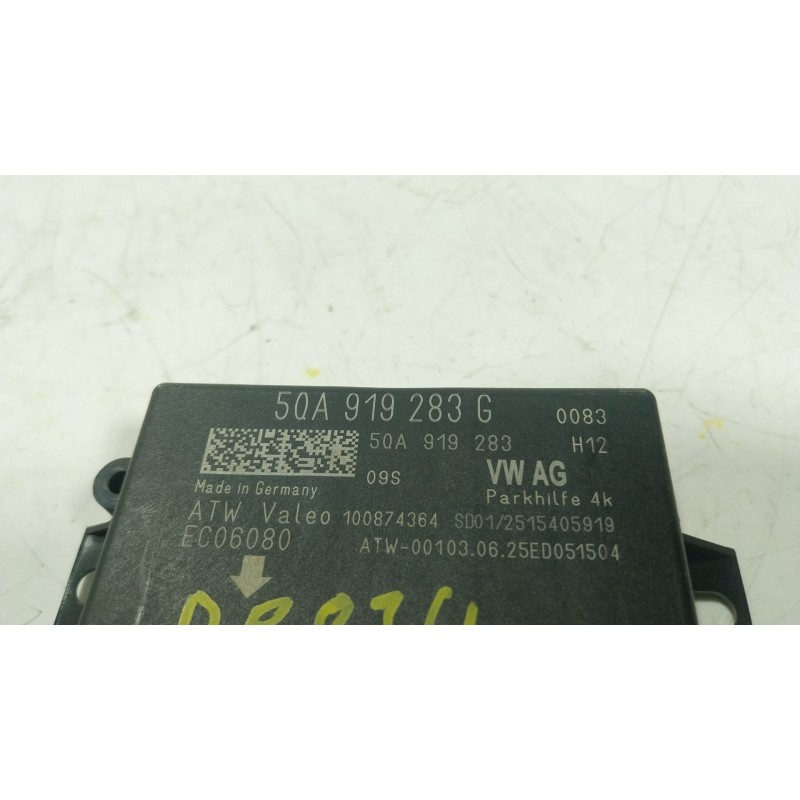 5QA 919 283 G 0083
5QA 919 283 H12
09S VW AG
Made in Germany Parkhilfe 4k
ATW Valeo 100874364 SD01/2515405919
EC06080 ATW-00103.06.25ED051504